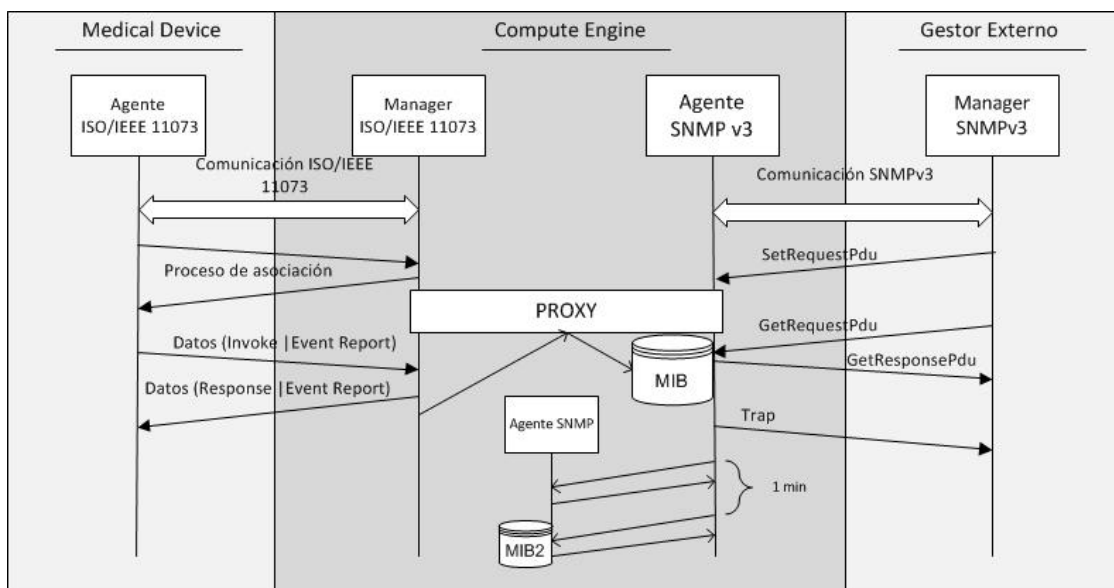 Medical Device
Compute Engine
Gestor Externo
Agente
ISO/IEEE 11073
Manager
ISO/IEEE 11073
Agente
SNMP v3
Manager
SNMPv3
Comunicación ISO/IEEE
11073
Comunicación SNMPv3
SetRequestPdu
Proceso de asociación
PROXY
GetRequestPdu
Datos (Invoke |Event Report)
GetResponsePdu
MIB
Datos (Response |Event Report)
Trap
Agente SNMP
1 min
MIB2